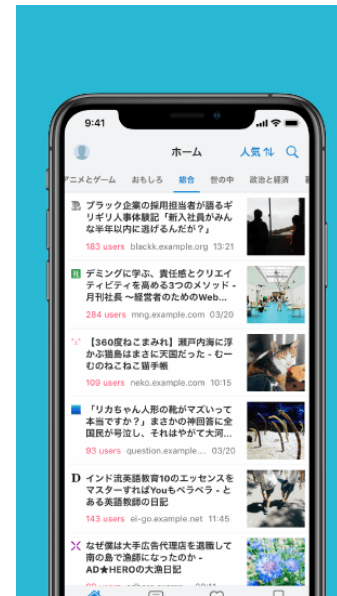 9:41
ホーム
人気
ニメとゲーム おもしろ 総合 世の中 政治と経済
ブラック企業の採用担当者が語るギ
リギリ人事体験記「新入社員がみん
な半年以内に逃げるんだが？」
183 users blackk.example.org 13:21
デミングに学ぶ、責任感とクリエイ
ティビティを高める3つのメソッド -
月刊社長 〜経営者のためのWeb...
284 users mng.example.com 03/20
【360度ねこまみれ】瀬戸内海に浮
かぶ猫島はまさに天国だった - むー
むのねこねこ猫手帳
109 users neko.example.com 10:15
「リカちゃん人形の靴がマズいって
本当ですか？」まさかの神回答に全
国民が号泣し、それはやがて大河...
93 users question.example.... 03/20
D インド流英語教育10のエッセンスを
マスターすればYouもペラペラ - と
ある英語教師の日記
143 users ei-go.example.net 11:45
なぜ僕は大手広告代理店を退職して
南の島で漁師になったのか -
AD★HEROの大漁日記